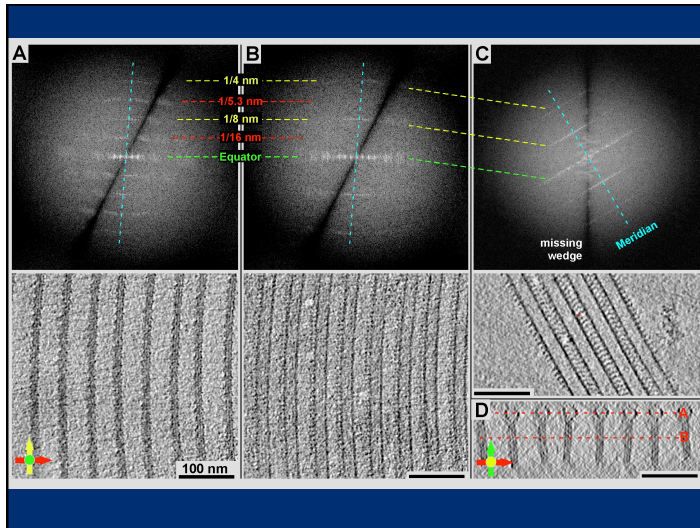 A
B
C
1/4 nm
1/5.3 nm
1/8 nm
1/16 nm
Equator
missing
wedge
Meridian
100 nm
D
A
B